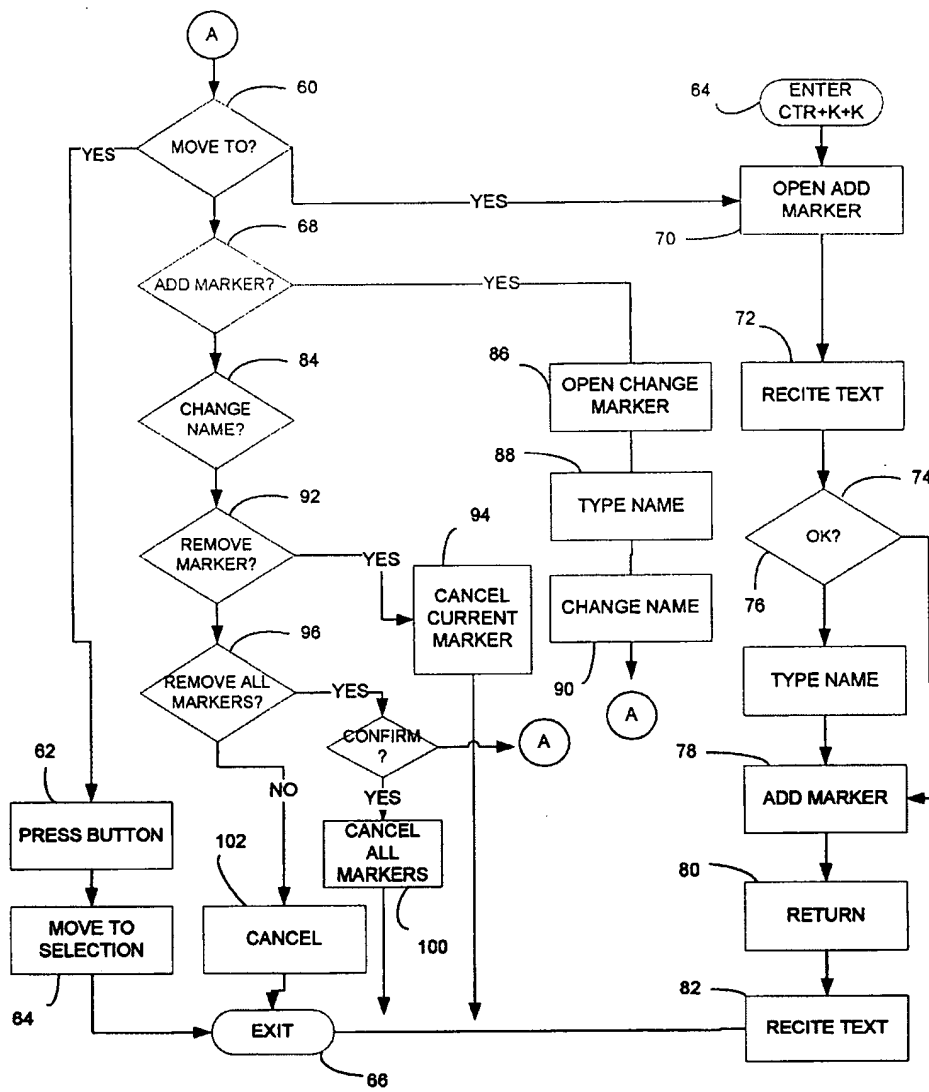 A
60
MOVE TO?
YES
YES
64
ENTER
CTR+K+K
OPEN ADD
MARKER
70
68
ADD MARKER?
YES
84
CHANGE
NAME?
86
OPEN CHANGE
MARKER
72
RECITE TEXT
88
TYPE NAME
74
OK?
76
92
REMOVE
MARKER?
YES
94
CANCEL
CURRENT
MARKER
CHANGE NAME
90
A
TYPE NAME
96
REMOVE ALL
MARKERS?
YES
CONFIRM
?
A
YES
NO
62
PRESS BUTTON
78
ADD MARKER
CANCEL
ALL
MARKERS
100
102
CANCEL
80
RETURN
MOVE TO
SELECTION
64
82
RECITE TEXT
EXIT
66